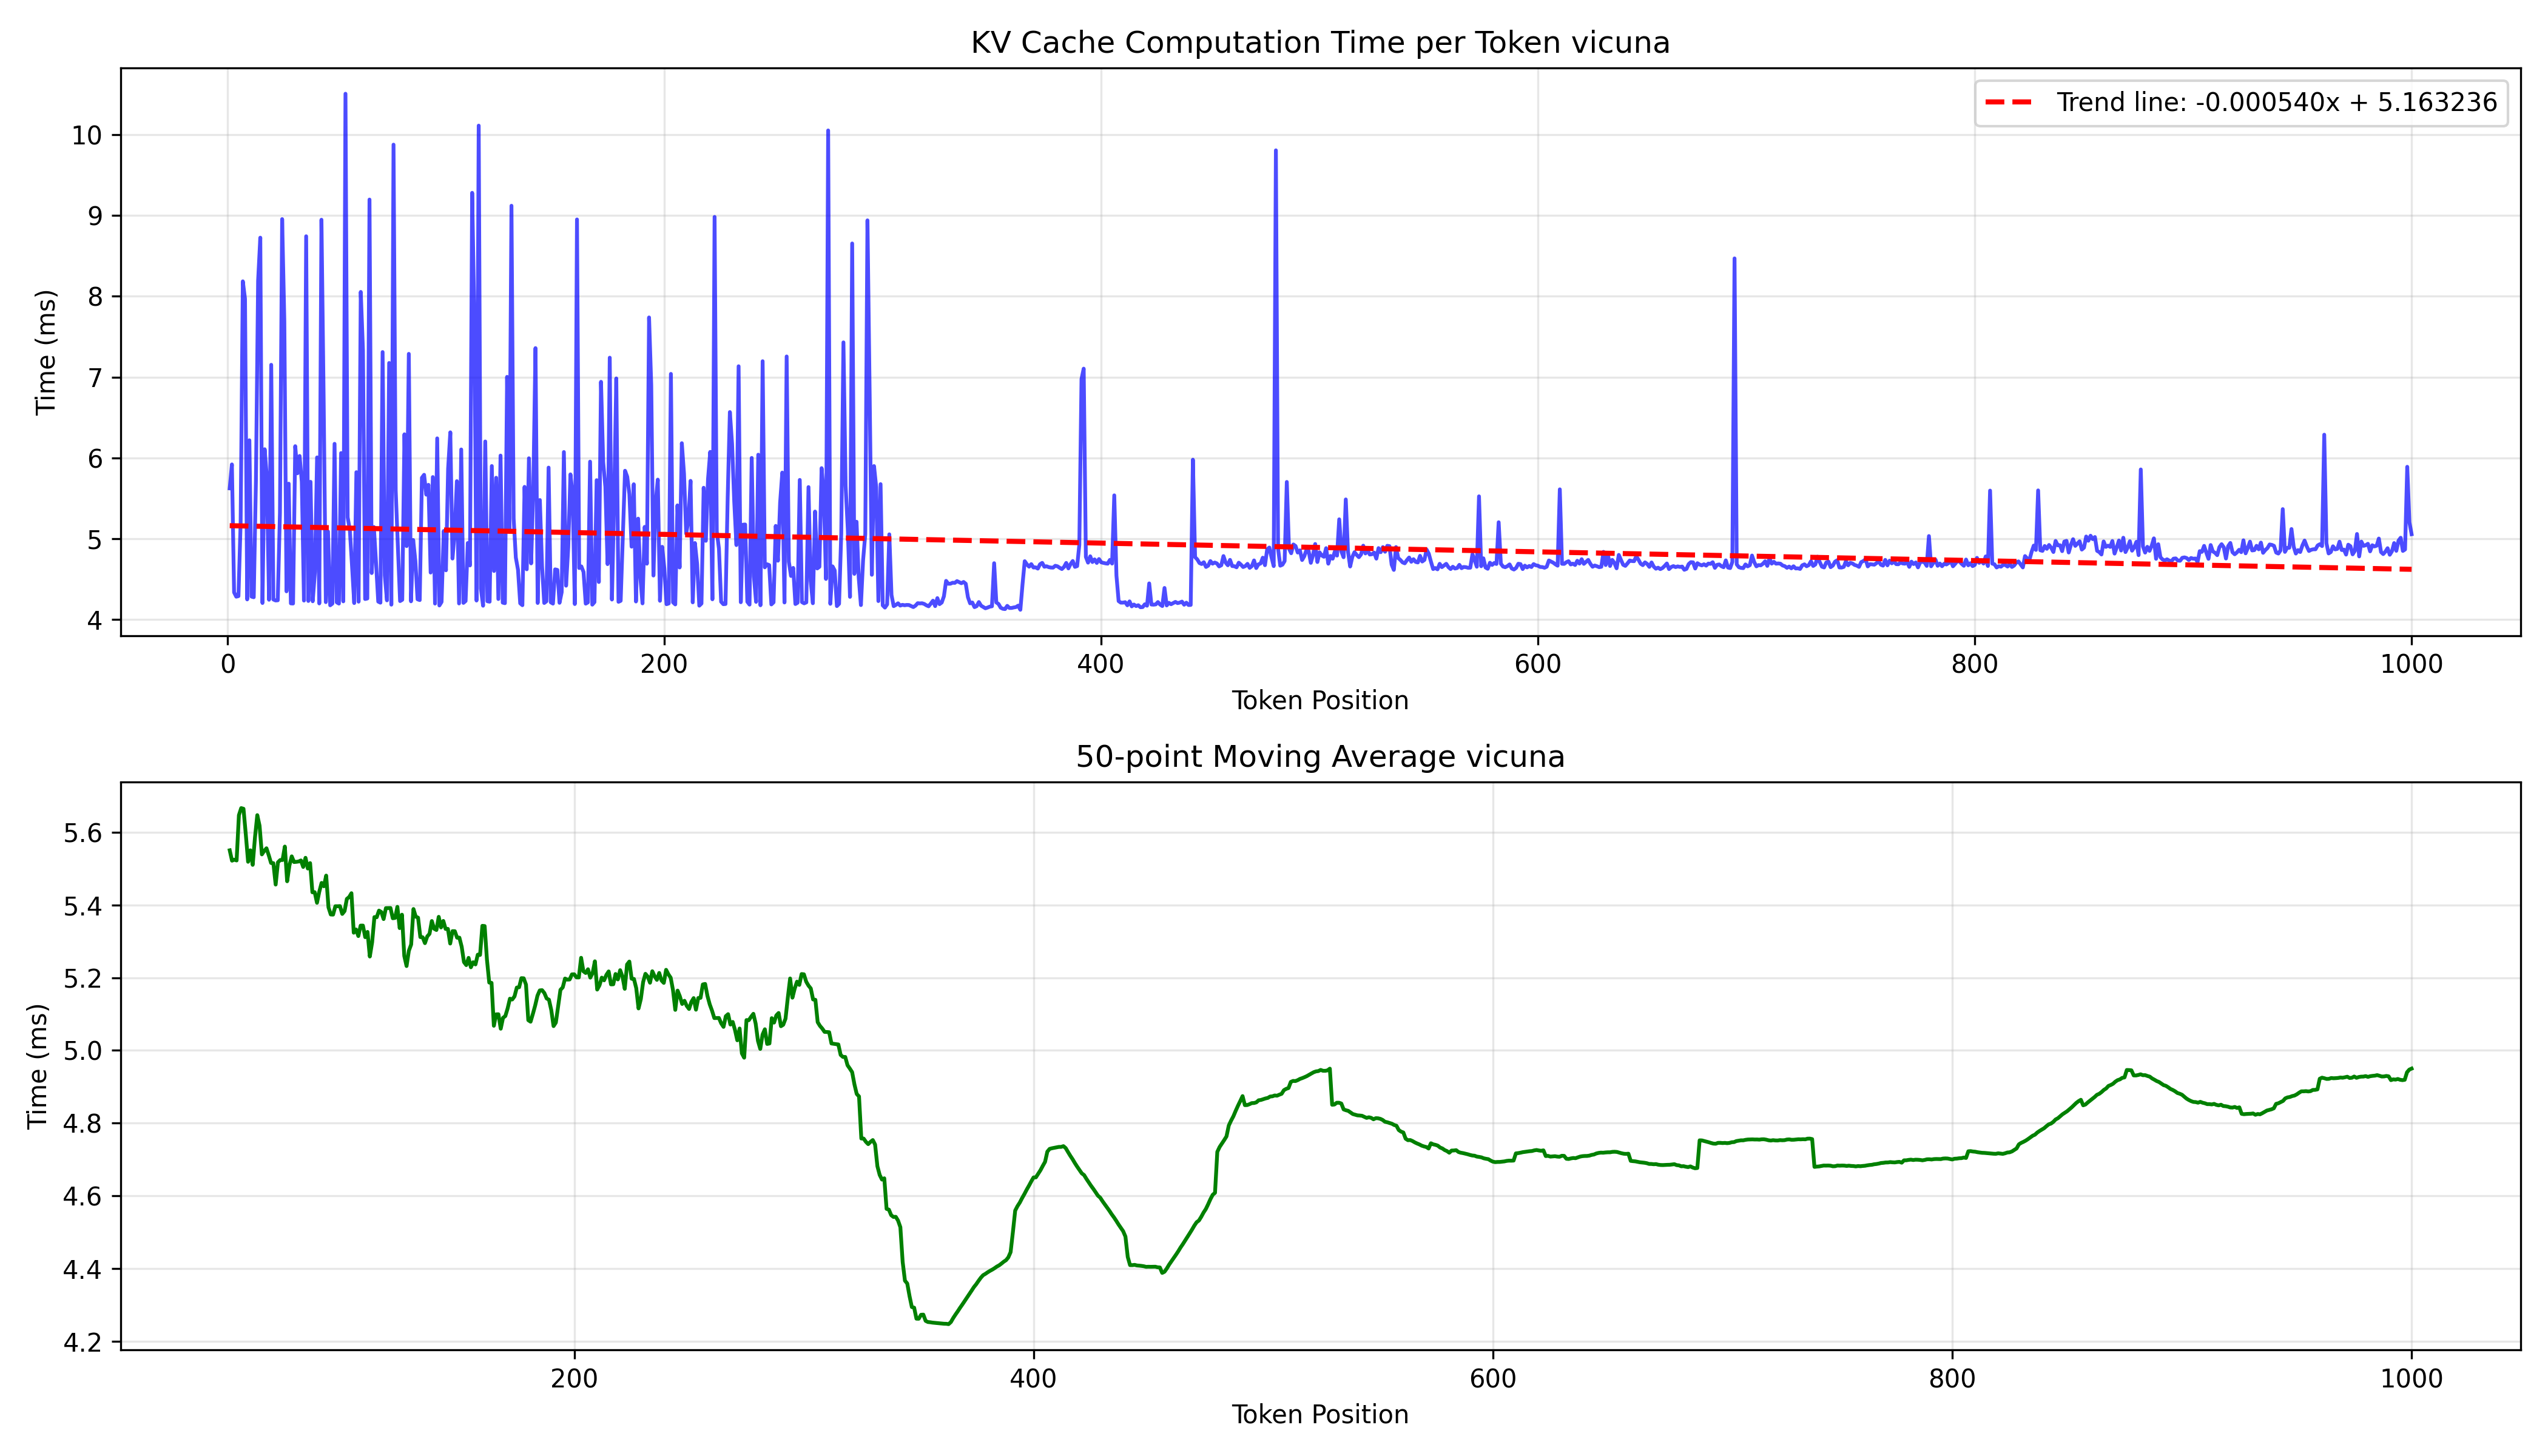 KV Cache Computation Time per Token vicuna
Trend line: -0.000540x + 5.163236
Time (ms)
10
9
8
7
6
5
4
0 200 400 600 800 1000
Token Position
50-point Moving Average vicuna
Time (ms)
5.6
5.4
5.2
5.0
4.8
4.6
4.4
4.2
200 400 600 800 1000
Token Position